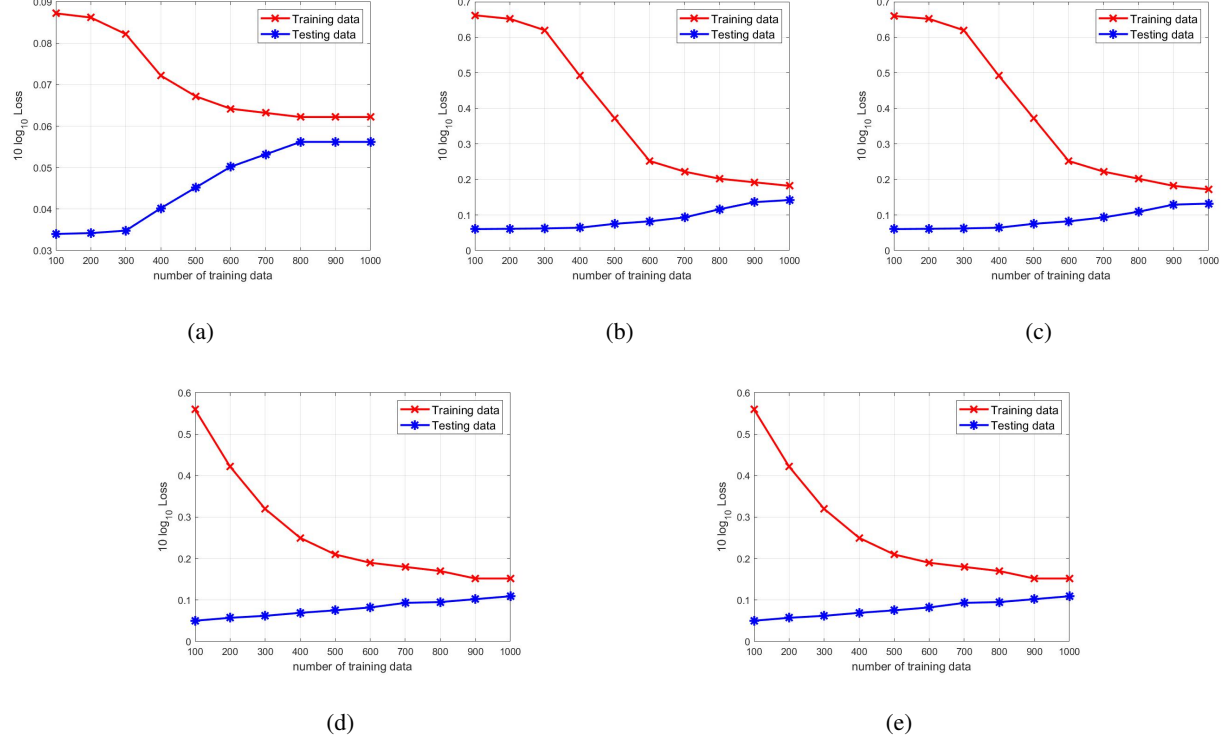 0.09
0.08
0.07
0.06
0.05
0.04
0.03
10 log10 Loss
Training data
Testing data
100 200 300 400 500 600 700 800 900 1000
number of training data
(a)
0.7
0.6
0.5
0.4
0.3
0.2
0.1
0
10 log10 Loss
Training data
Testing data
100 200 300 400 500 600 700 800 900 1000
number of training data
(b)
0.7
0.6
0.5
0.4
0.3
0.2
0.1
0
10 log10 Loss
Training data
Testing data
100 200 300 400 500 600 700 800 900 1000
number of training data
(c)
0.6
0.5
0.4
0.3
0.2
0.1
0
10 log10 Loss
Training data
Testing data
100 200 300 400 500 600 700 800 900 1000
number of training data
(d)
0.6
0.5
0.4
0.3
0.2
0.1
0
10 log10 Loss
Training data
Testing data
100 200 300 400 500 600 700 800 900 1000
number of training data
(e)